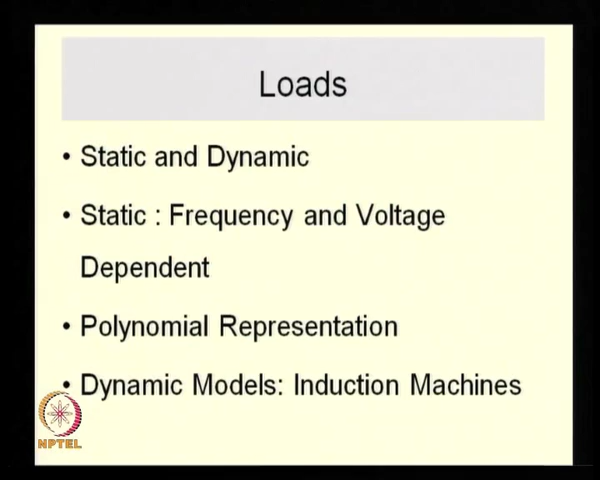 Loads
• Static and Dynamic
• Static : Frequency and Voltage
Dependent
• Polynomial Representation
• Dynamic Models: Induction Machines
NPTEL